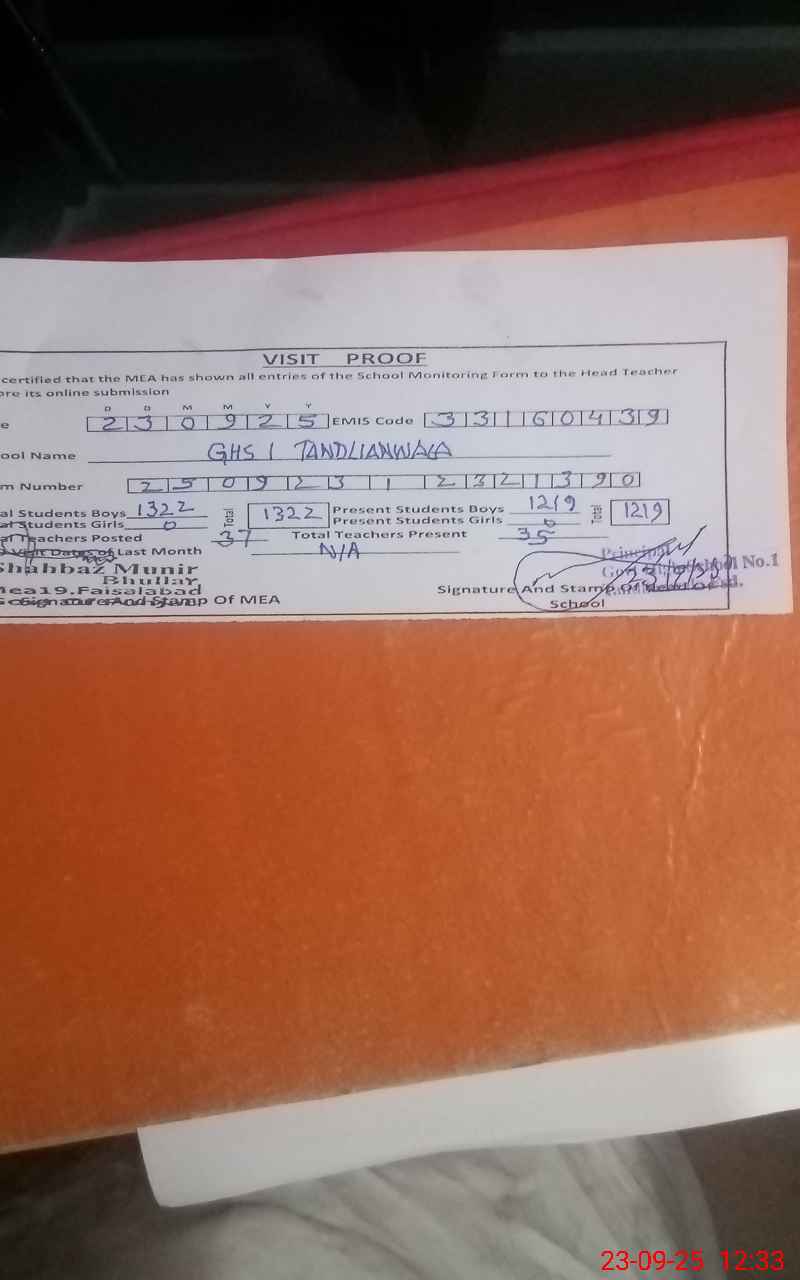 VISIT PROOF
certified that the MEA has shown all entries of the School Monitoring Form to the Head Teacher
ore its online submission
D D M M Y Y
e 2 3 0 9 2 5 EMIS Code 3 3 1 6 0 4 3 9
ool Name GHS 1 TANDLIANWALA
m Number 2 5 0 9 2 3 1 2 3 2 1 3 9 0
al Students Boys 1322 Total 1322 Present Students Boys 1219 Total 1219
al Students Girls 0 Present Students Girls 0
al Teachers Posted 37 Total Teachers Present 35
Visit Dates of Last Month N/A
Shahbaz Munir
Bhullar
Mea19.Faisalabad
Signature And Stamp Of MEA
Principal
No.1
Signature And Stamp Of
School
23-09-25 12:33